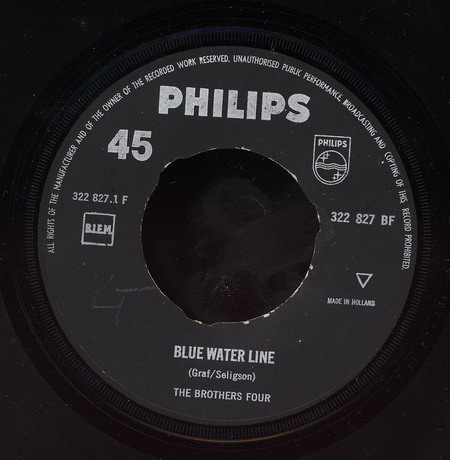 ALL RIGHTS OF THE MANUFACTURER AND OF THE OWNER OF THE RECORDED WORK RESERVED. UNAUTHORISED PUBLIC PERFORMANCE, BROADCASTING AND COPYING OF THIS RECORD PROHIBITED.
PHILIPS
45
PHILIPS
322 827.1 F
322 827 BF
B.I.E.M.
MADE IN HOLLAND
BLUE WATER LINE
(Graf/Seligson)
THE BROTHERS FOUR